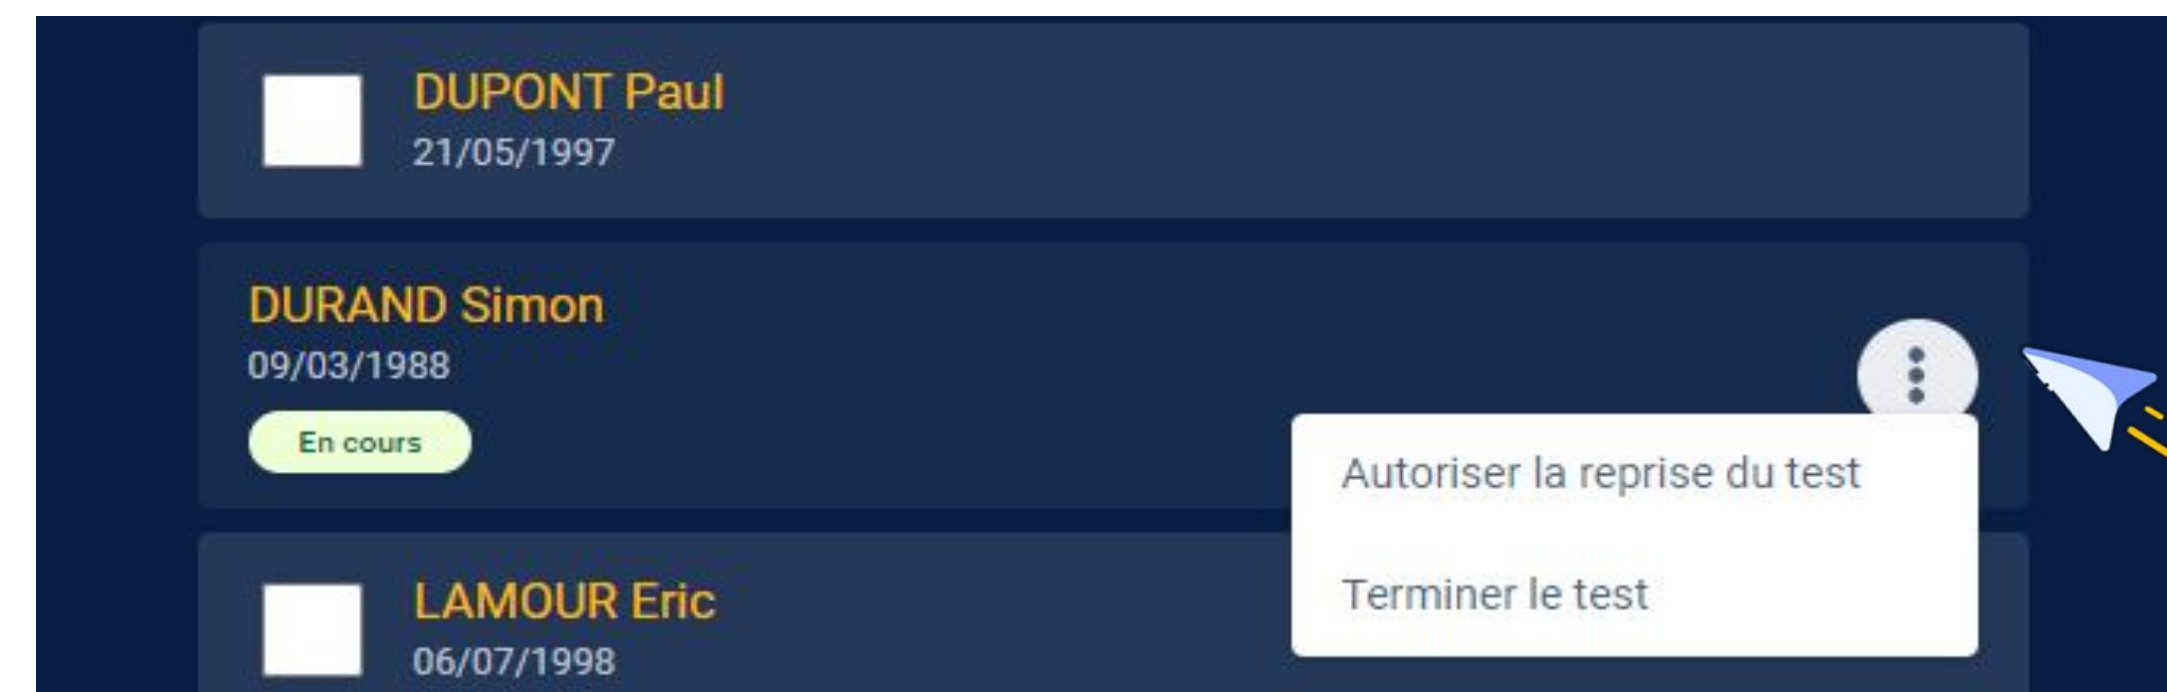 DUPONT Paul
21/05/1997
DURAND Simon
09/03/1988
En cours
Autoriser la reprise du test
Terminer le test
LAMOUR Eric
06/07/1998